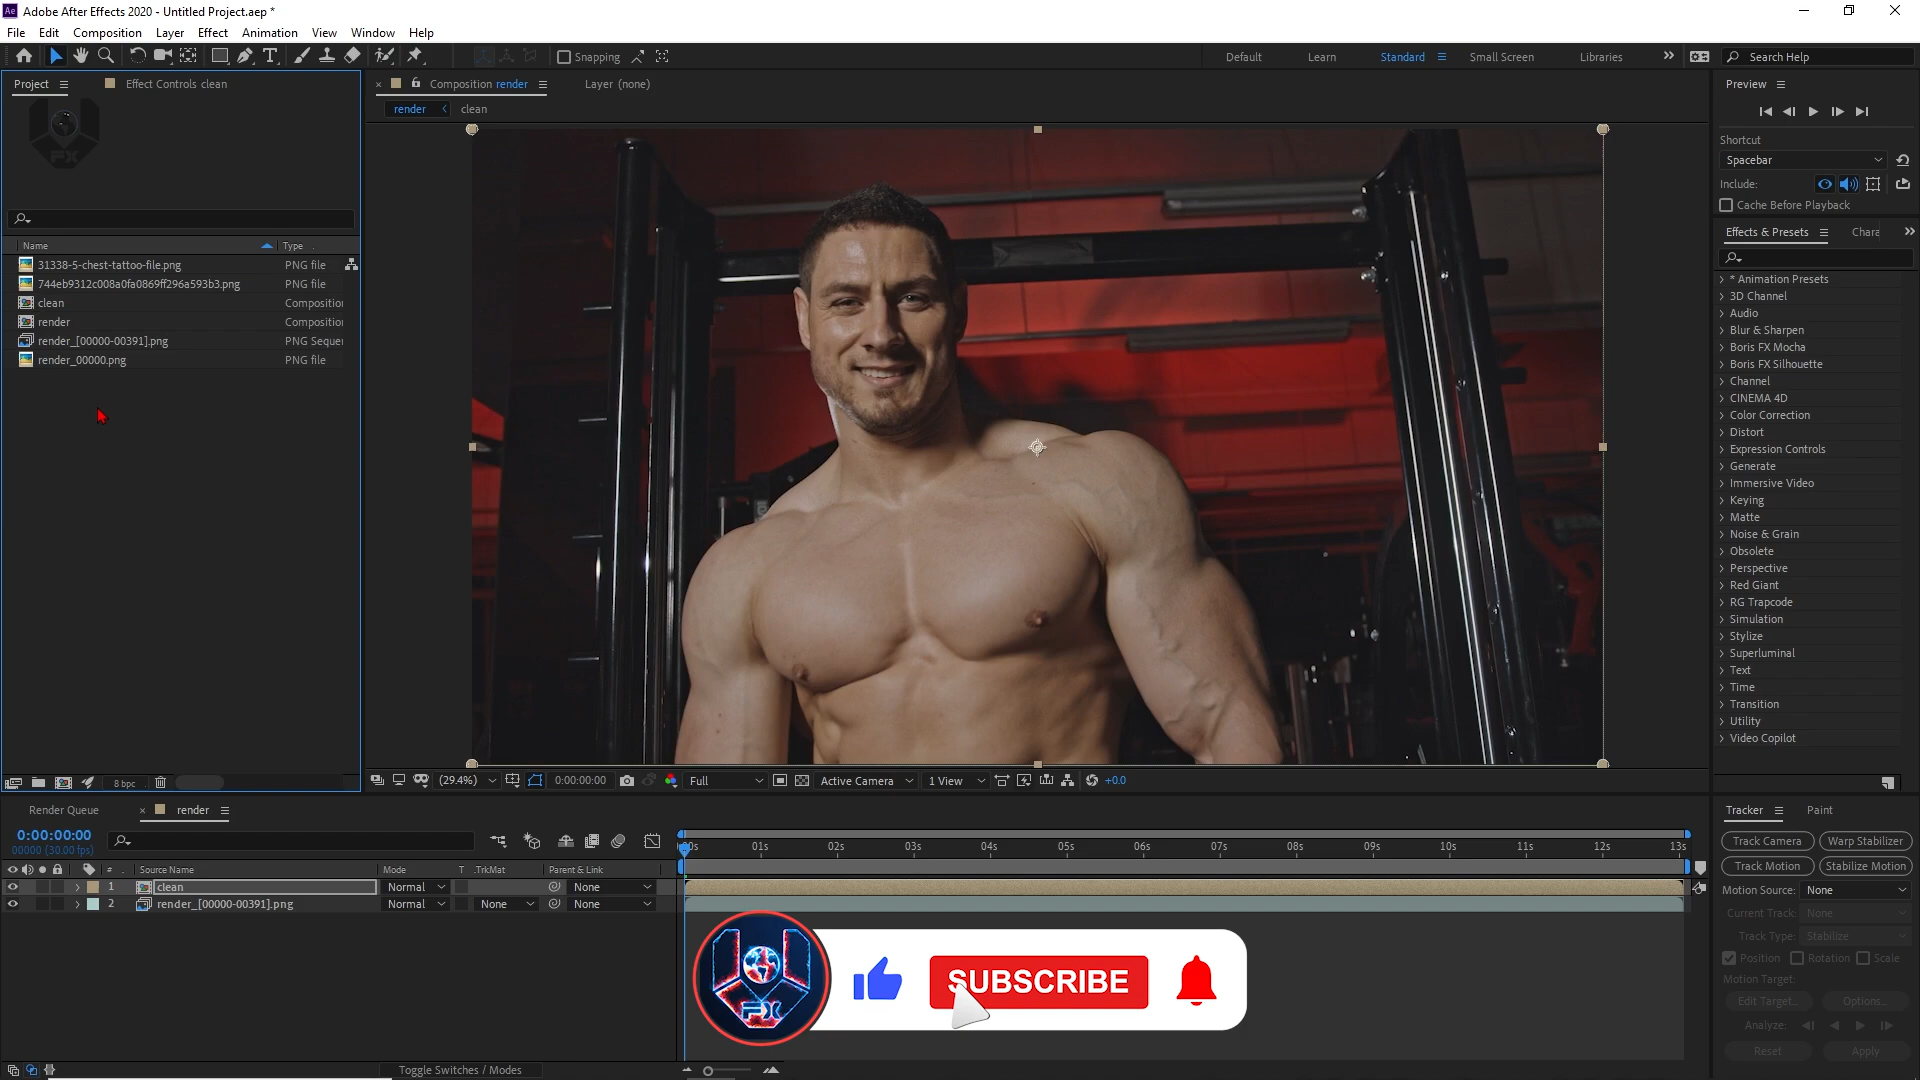 Adobe After Effects 2020 - Untitled Project.aep *
File Edit Composition Layer Effect Animation View Window Help
Snapping
Default Learn Standard Small Screen Libraries
Search Help
Project Effect Controls clean
FX
Name Type
31338-5-chest-tattoo-file.png PNG file
744eb9312c008a0fa0869ff296a593b3.png PNG file
clean Compositio
render Compositio
render_[00000-00391].png PNG Seque
render_00000.png PNG file
8 bpc
Composition render Layer (none)
render clean
(29.4%) 0:00:00:00 Full Active Camera 1 View +0.0
Preview
Shortcut
Spacebar
Include:
Cache Before Playback
Effects & Presets Chara
* Animation Presets
3D Channel
Audio
Blur & Sharpen
Boris FX Mocha
Boris FX Silhouette
Channel
CINEMA 4D
Color Correction
Distort
Expression Controls
Generate
Immersive Video
Keying
Matte
Noise & Grain
Obsolete
Perspective
Red Giant
RG Trapcode
Simulation
Stylize
Superluminal
Text
Time
Transition
Utility
Video Copilot
Render Queue render
0:00:00:00
00000 (30.00 fps)
:00s 01s 02s 03s 04s 05s 06s 07s 08s 09s 10s 11s 12s 13s
# Source Name Mode T .TrkMat Parent & Link
1 clean Normal None
2 render_[00000-00391].png Normal None None
Toggle Switches / Modes
FX
SUBSCRIBE
Tracker Paint
Track Camera Warp Stabilizer
Track Motion Stabilize Motion
Motion Source: None
Current Track: None
Track Type: Stabilize
Position Rotation Scale
Motion Target:
Edit Target... Options...
Analyze:
Reset Apply